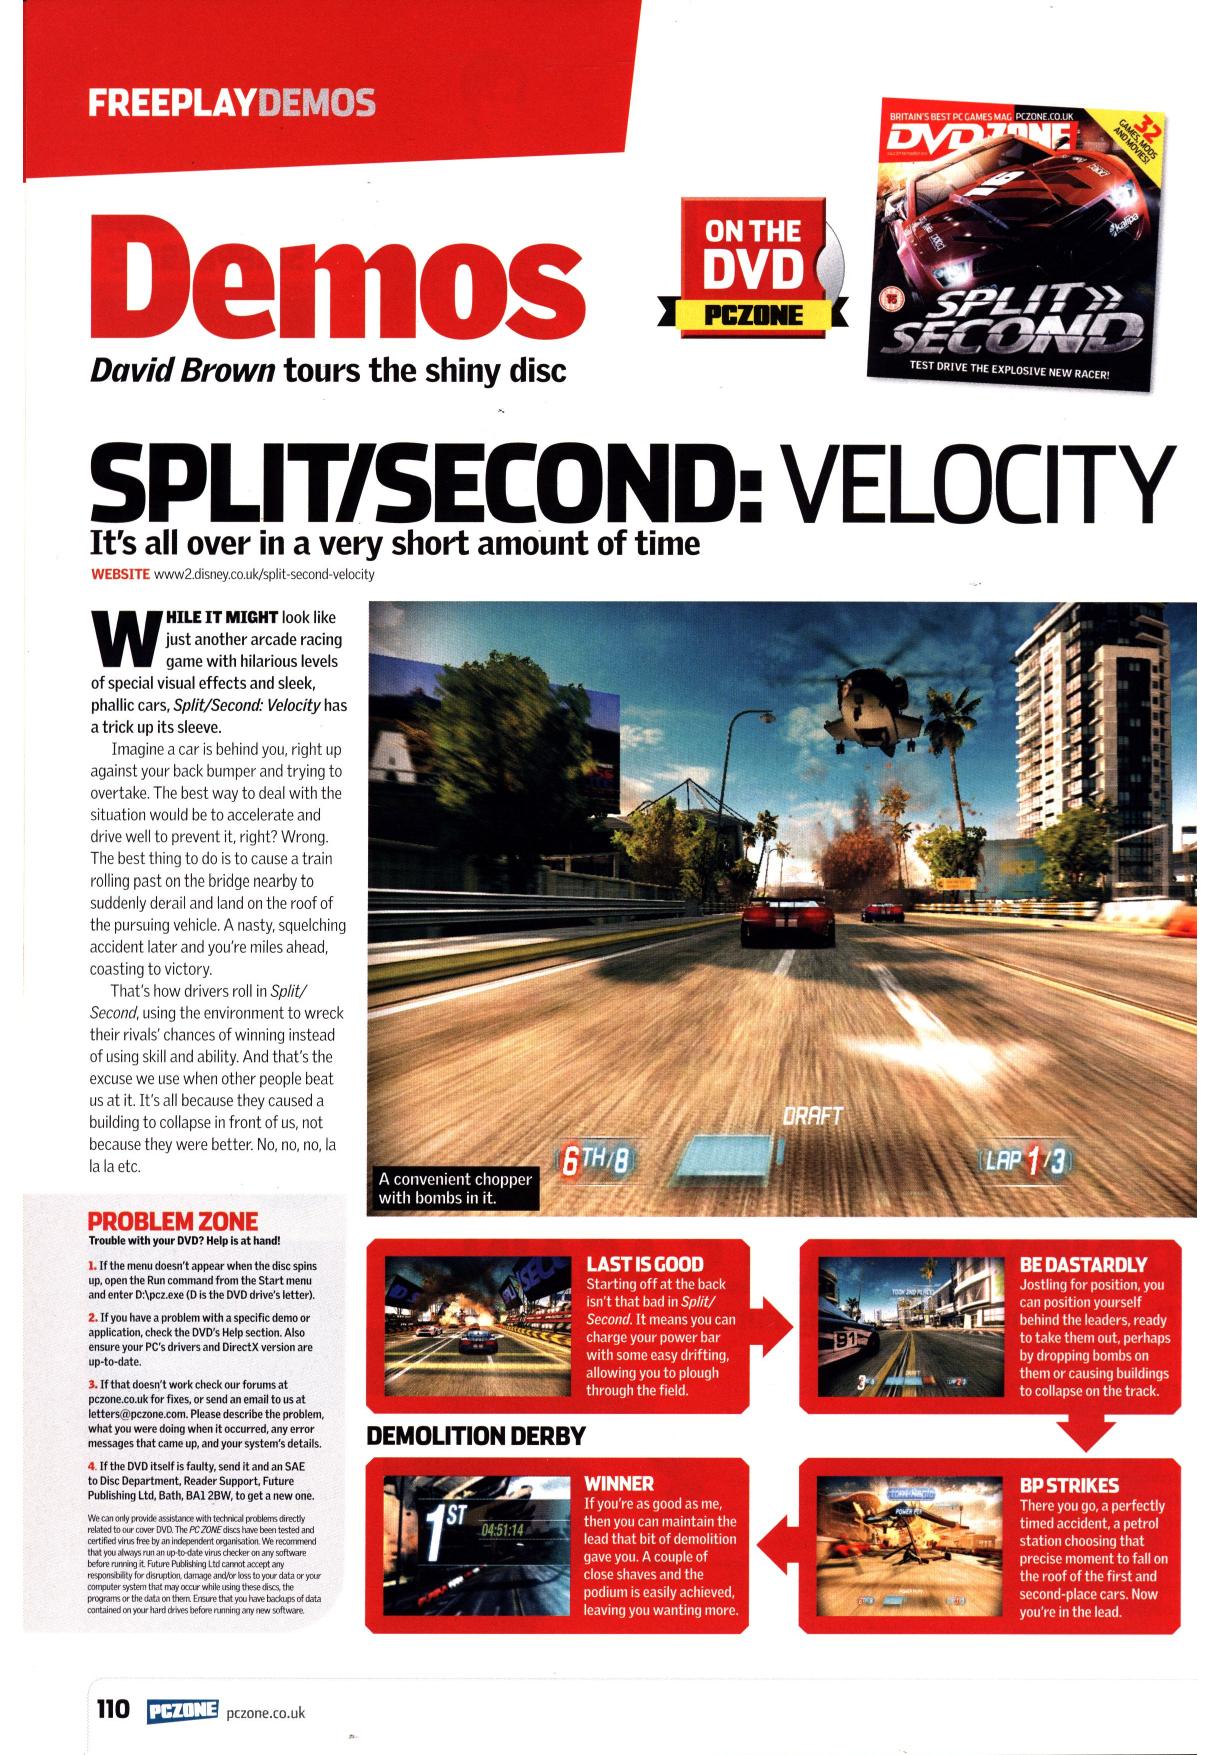 FREEPLAYDEMOS
BRITAIN'S BEST PC GAMES MAG PCZONE.CO.UK
DVDZONE
32
GAMES, MODS
AND MOVIES!
kalipa
15
SPLIT
SECOND
TEST DRIVE THE EXPLOSIVE NEW RACER!
ON THE
DVD
PCZONE
Demos
David Brown tours the shiny disc
SPLIT/SECOND: VELOCITY
It's all over in a very short amount of time
WEBSITE www2.disney.co.uk/split-second-velocity
WHILE IT MIGHT look like
just another arcade racing
game with hilarious levels
of special visual effects and sleek,
phallic cars, Split/Second: Velocity has
a trick up its sleeve.
Imagine a car is behind you, right up
against your back bumper and trying to
overtake. The best way to deal with the
situation would be to accelerate and
drive well to prevent it, right? Wrong.
The best thing to do is to cause a train
rolling past on the bridge nearby to
suddenly derail and land on the roof of
the pursuing vehicle. A nasty, squelching
accident later and you're miles ahead,
coasting to victory.
That's how drivers roll in Split/
Second, using the environment to wreck
their rivals' chances of winning instead
of using skill and ability. And that's the
excuse we use when other people beat
us at it. It's all because they caused a
building to collapse in front of us, not
because they were better. No, no, no, la
la la etc.
DRAFT
6TH/8
LAP 1/3
A convenient chopper
with bombs in it.
PROBLEM ZONE
Trouble with your DVD? Help is at hand!
1. If the menu doesn't appear when the disc spins
up, open the Run command from the Start menu
and enter D:\pcz.exe (D is the DVD drive's letter).
2. If you have a problem with a specific demo or
application, check the DVD's Help section. Also
ensure your PC's drivers and DirectX version are
up-to-date.
3. If that doesn't work check our forums at
pczone.co.uk for fixes, or send an email to us at
letters@pczone.com. Please describe the problem,
what you were doing when it occurred, any error
messages that came up, and your system's details.
4. If the DVD itself is faulty, send it and an SAE
to Disc Department, Reader Support, Future
Publishing Ltd, Bath, BA1 2BW, to get a new one.
We can only provide assistance with technical problems directly
related to our cover DVD. The PC ZONE discs have been tested and
certified virus free by an independent organisation. We recommend
that you always run an up-to-date virus checker on any software
before running it. Future Publishing Ltd cannot accept any
responsibility for disruption, damage and/or loss to your data or your
computer system that may occur while using these discs, the
programs or the data on them. Ensure that you have backups of data
contained on your hard drives before running any new software.
LAST IS GOOD
Starting off at the back
isn't that bad in Split/
Second. It means you can
charge your power bar
with some easy drifting,
allowing you to plough
through the field.
91
BE DASTARDLY
Jostling for position, you
can position yourself
behind the leaders, ready
to take them out, perhaps
by dropping bombs on
them or causing buildings
to collapse on the track.
DEMOLITION DERBY
1ST
04:51:14
WINNER
If you're as good as me,
then you can maintain the
lead that bit of demolition
gave you. A couple of
close shaves and the
podium is easily achieved,
leaving you wanting more.
POWER PLAY
BP STRIKES
There you go, a perfectly
timed accident, a petrol
station choosing that
precise moment to fall on
the roof of the first and
second-place cars. Now
you're in the lead.
110 PCZONE pczone.co.uk